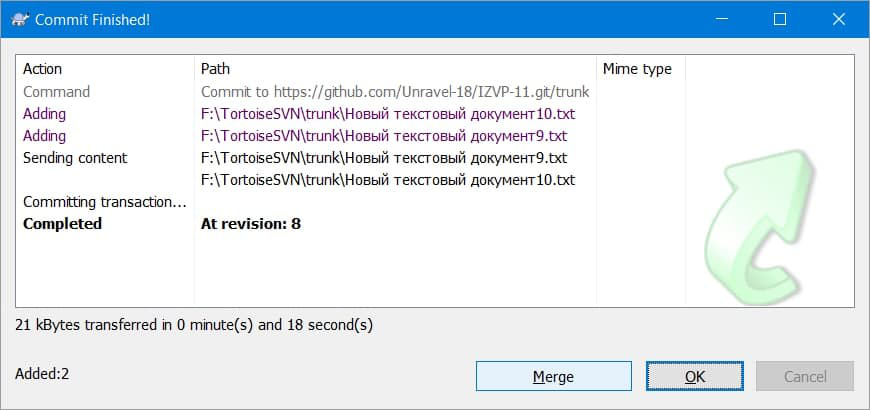 Commit Finished!
Action Path Mime type
Command Commit to https://github.com/Unravel-18/IZVP-11.git/trunk
Adding F:\TortoiseSVN\trunk\Новый текстовый документ10.txt
Adding F:\TortoiseSVN\trunk\Новый текстовый документ9.txt
Sending content F:\TortoiseSVN\trunk\Новый текстовый документ9.txt
F:\TortoiseSVN\trunk\Новый текстовый документ10.txt
Committing transaction...
Completed At revision: 8
21 kBytes transferred in 0 minute(s) and 18 second(s)
Added:2
Merge OK Cancel